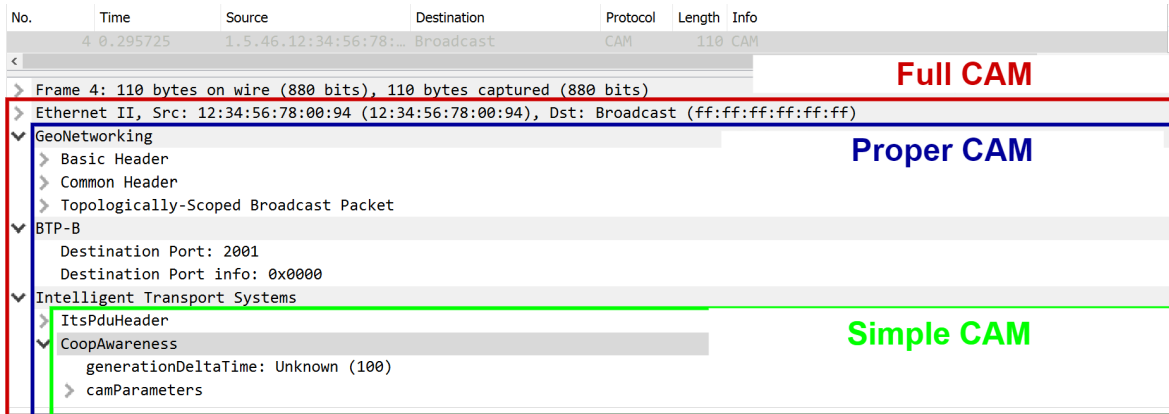 No. Time Source Destination Protocol Length Info
4 0.295725 1.5.46.12:34:56:78:… Broadcast CAM 110 CAM
Full CAM
Frame 4: 110 bytes on wire (880 bits), 110 bytes captured (880 bits)
Ethernet II, Src: 12:34:56:78:00:94 (12:34:56:78:00:94), Dst: Broadcast (ff:ff:ff:ff:ff:ff)
GeoNetworking
Proper CAM
Basic Header
Common Header
Topologically-Scoped Broadcast Packet
BTP-B
Destination Port: 2001
Destination Port info: 0x0000
Intelligent Transport Systems
ItsPduHeader
Simple CAM
CoopAwareness
generationDeltaTime: Unknown (100)
camParameters